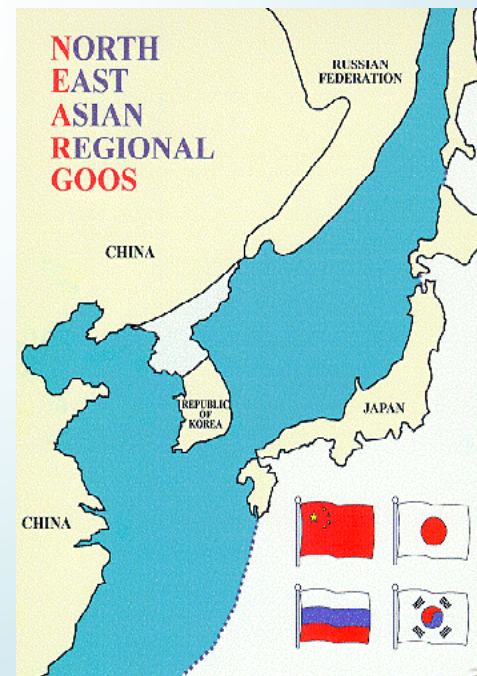 NORTH
EAST
ASIAN
REGIONAL
GOOS
RUSSIAN
FEDERATION
CHINA
REPUBLIC
OF
KOREA
JAPAN
CHINA